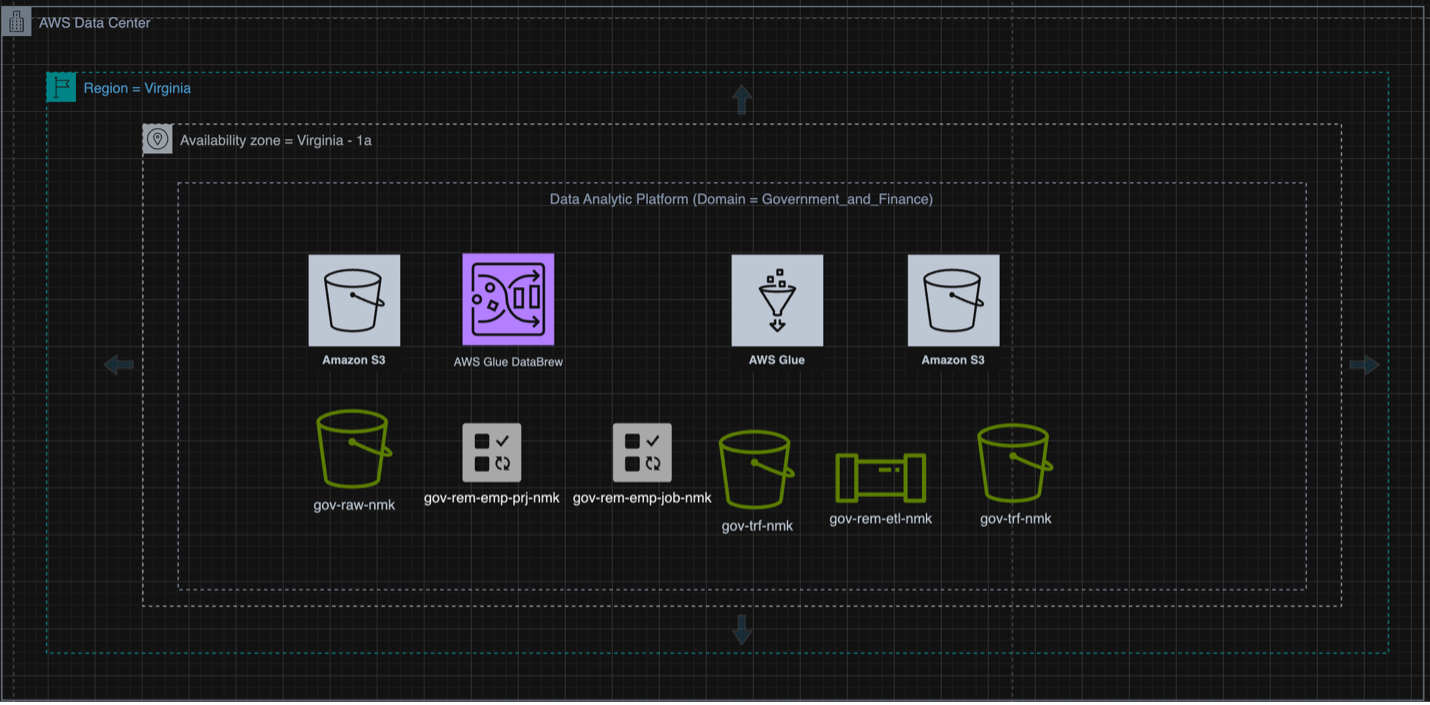 AWS Data Center
Region = Virginia
Availability zone = Virginia - 1a
Data Analytic Platform (Domain = Government_and_Finance)
Amazon S3
AWS Glue DataBrew
AWS Glue
Amazon S3
gov-raw-nmk
gov-rem-emp-prj-nmk
gov-rem-emp-job-nmk
gov-trf-nmk
gov-rem-etl-nmk
gov-trf-nmk